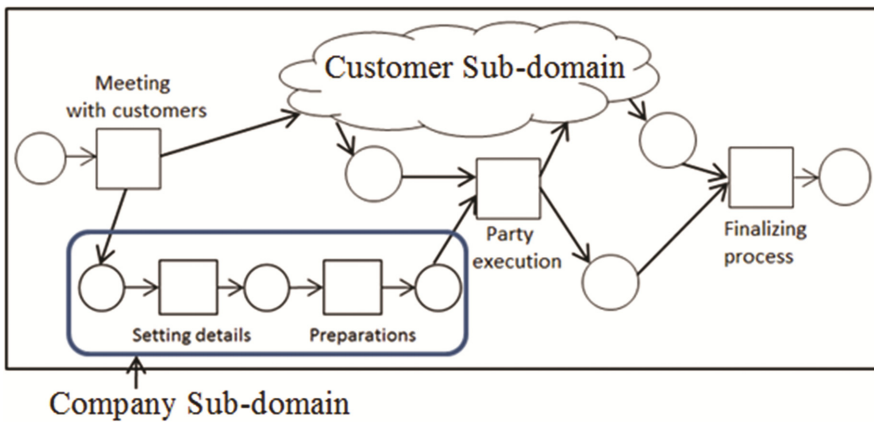 Customer Sub-domain
Meeting
with customers
Party
execution
Finalizing
process
Setting details
Preparations
Company Sub-domain